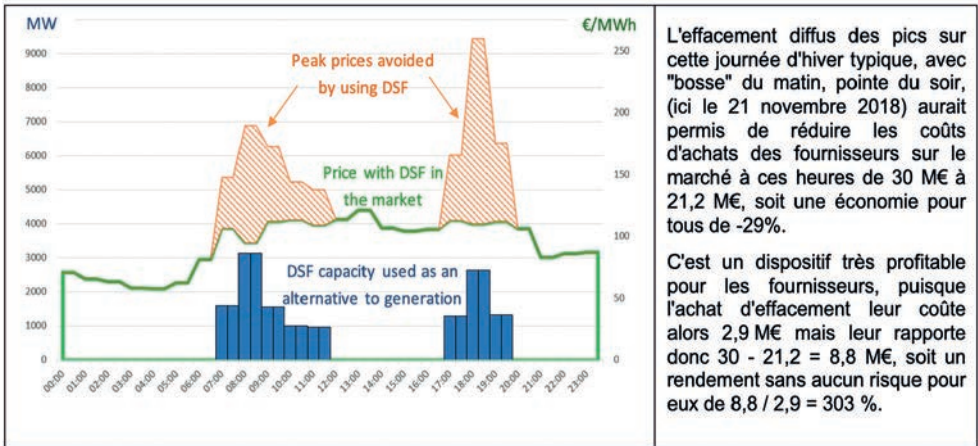 MW
€/MWh
9000
8000
7000
6000
5000
4000
3000
2000
1000
0
250
200
150
100
50
0
Peak prices avoided
by using DSF
Price with DSF in
the market
DSF capacity used as an
alternative to generation
00:00
01:00
02:00
03:00
04:00
05:00
06:00
07:00
08:00
09:00
10:00
11:00
12:00
13:00
14:00
15:00
16:00
17:00
18:00
19:00
20:00
21:00
22:00
23:00
L'effacement diffus des pics sur
cette journée d'hiver typique, avec
"bosse" du matin, pointe du soir,
(ici le 21 novembre 2018) aurait
permis de réduire les coûts
d'achats des fournisseurs sur le
marché à ces heures de 30 M€ à
21,2 M€, soit une économie pour
tous de -29%.
C'est un dispositif très profitable
pour les fournisseurs, puisque
l'achat d'effacement leur coûte
alors 2,9 M€ mais leur rapporte
donc 30 - 21,2 = 8,8 M€, soit un
rendement sans aucun risque pour
eux de 8,8 / 2,9 = 303 %.